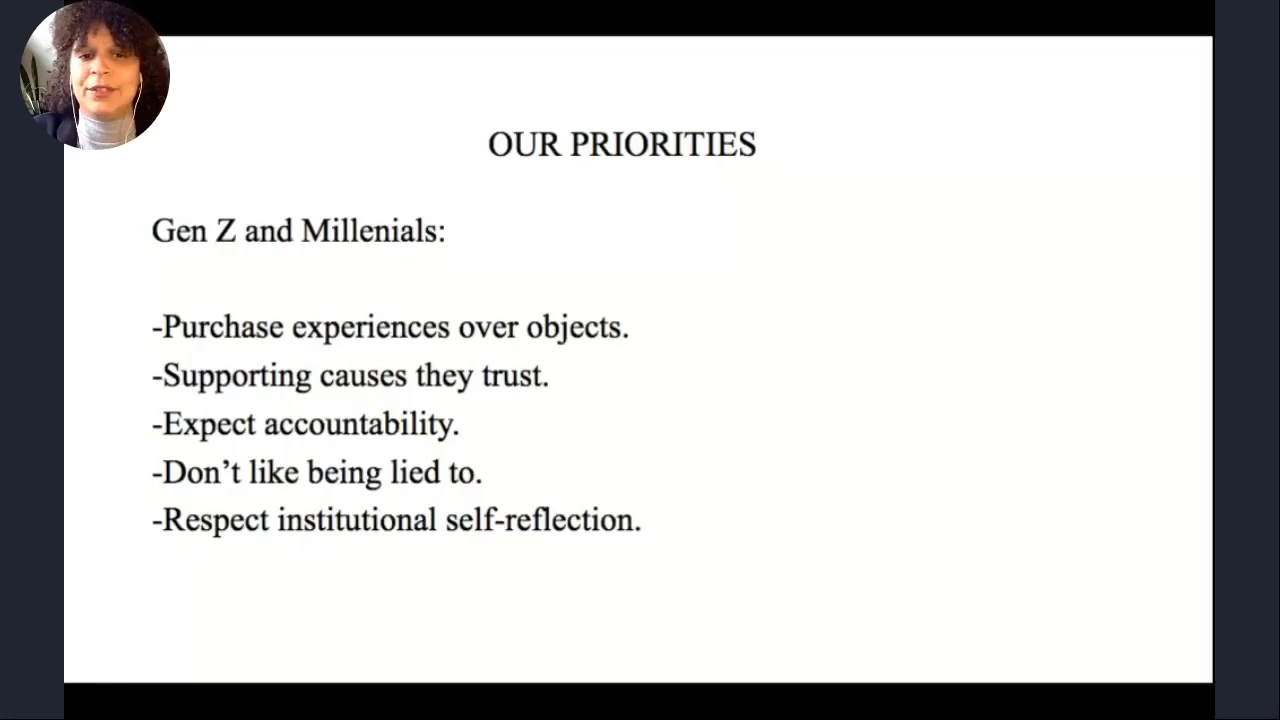 OUR PRIORITIES
Gen Z and Millenials:
-Purchase experiences over objects.
-Supporting causes they trust.
-Expect accountability.
-Don’t like being lied to.
-Respect institutional self-reflection.